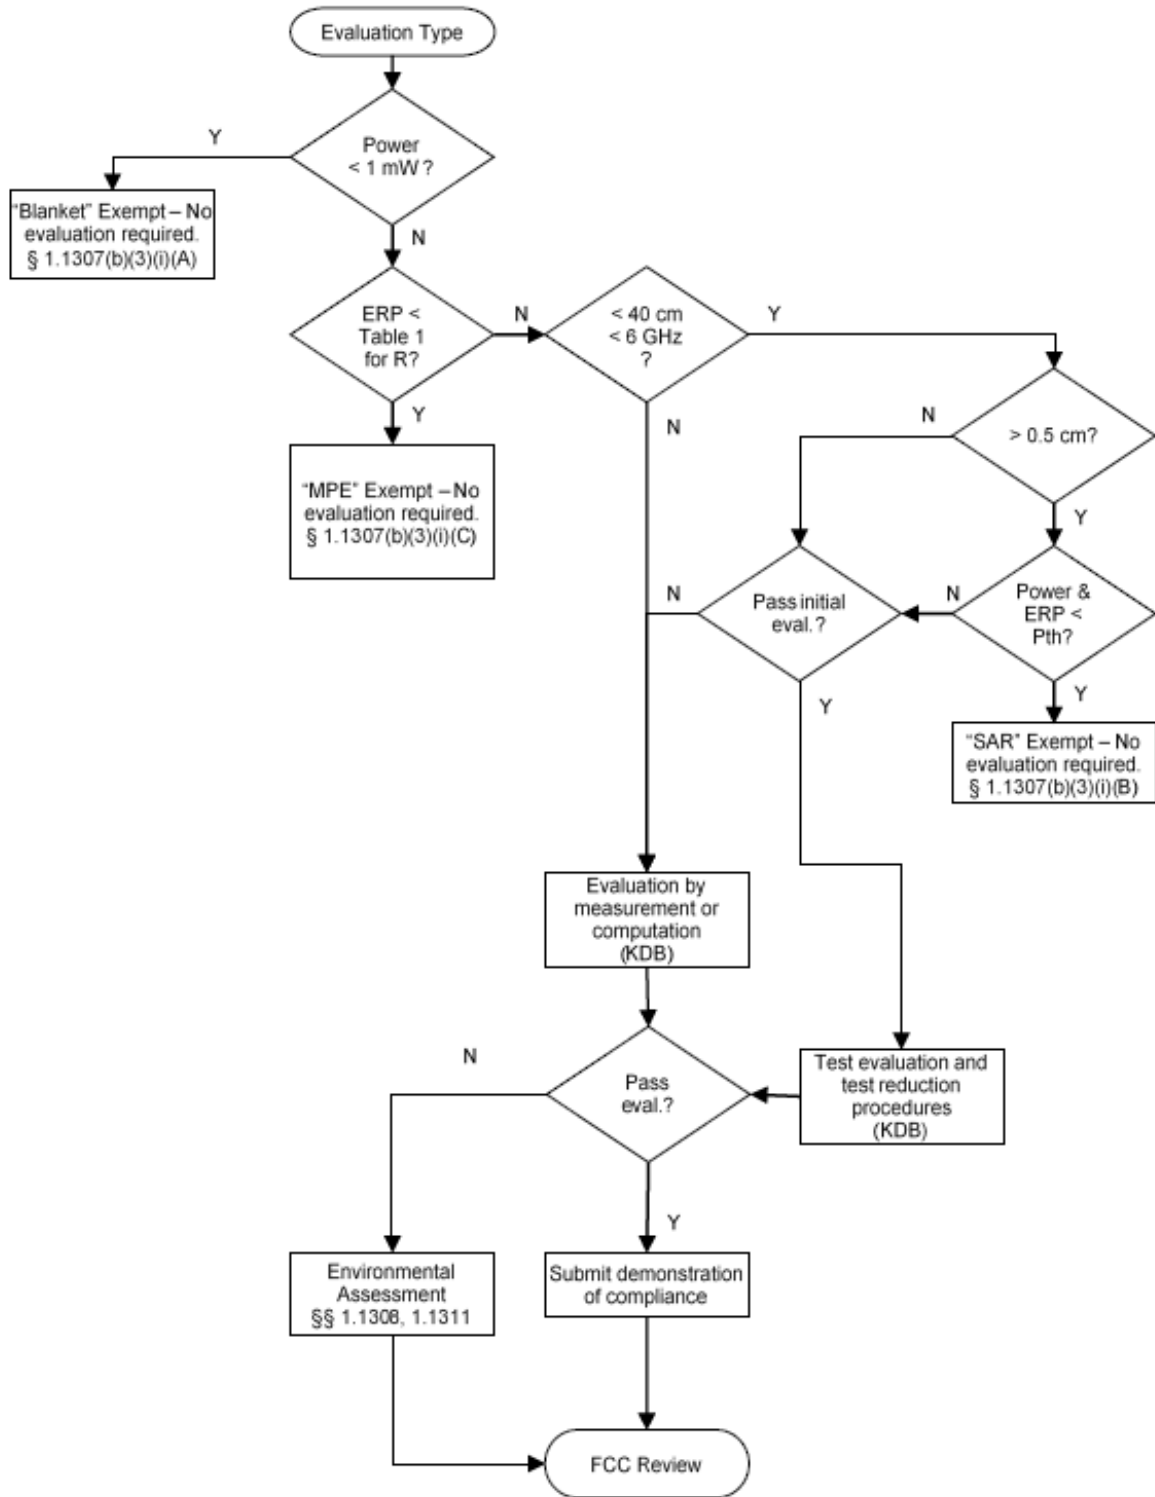 Evaluation Type
Y
Power
< 1 mW ?
"Blanket" Exempt – No
evaluation required.
§ 1.1307(b)(3)(i)(A)
N
ERP <
Table 1
for R?
N
< 40 cm
< 6 GHz
?
Y
Y
N
N
> 0.5 cm?
"MPE" Exempt – No
evaluation required.
§ 1.1307(b)(3)(i)(C)
Y
N
Pass initial
eval.?
N
Power &
ERP <
Pth?
Y
Y
"SAR" Exempt – No
evaluation required.
§ 1.1307(b)(3)(i)(B)
Evaluation by
measurement or
computation
(KDB)
N
Pass
eval.?
Test evaluation and
test reduction
procedures
(KDB)
Y
Environmental
Assessment
§§ 1.1308, 1.1311
Submit demonstration
of compliance
FCC Review